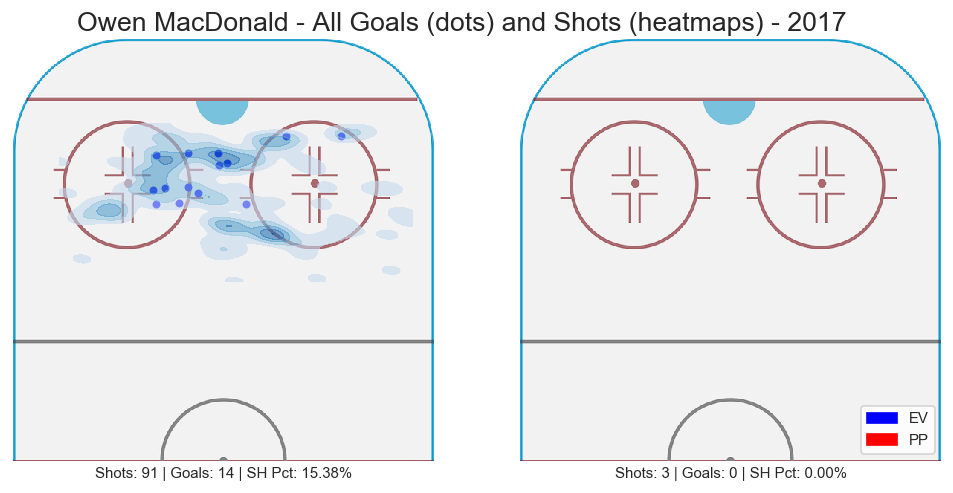 Owen MacDonald - All Goals (dots) and Shots (heatmaps) - 2017
EV
PP
Shots: 91 | Goals: 14 | SH Pct: 15.38%
Shots: 3 | Goals: 0 | SH Pct: 0.00%